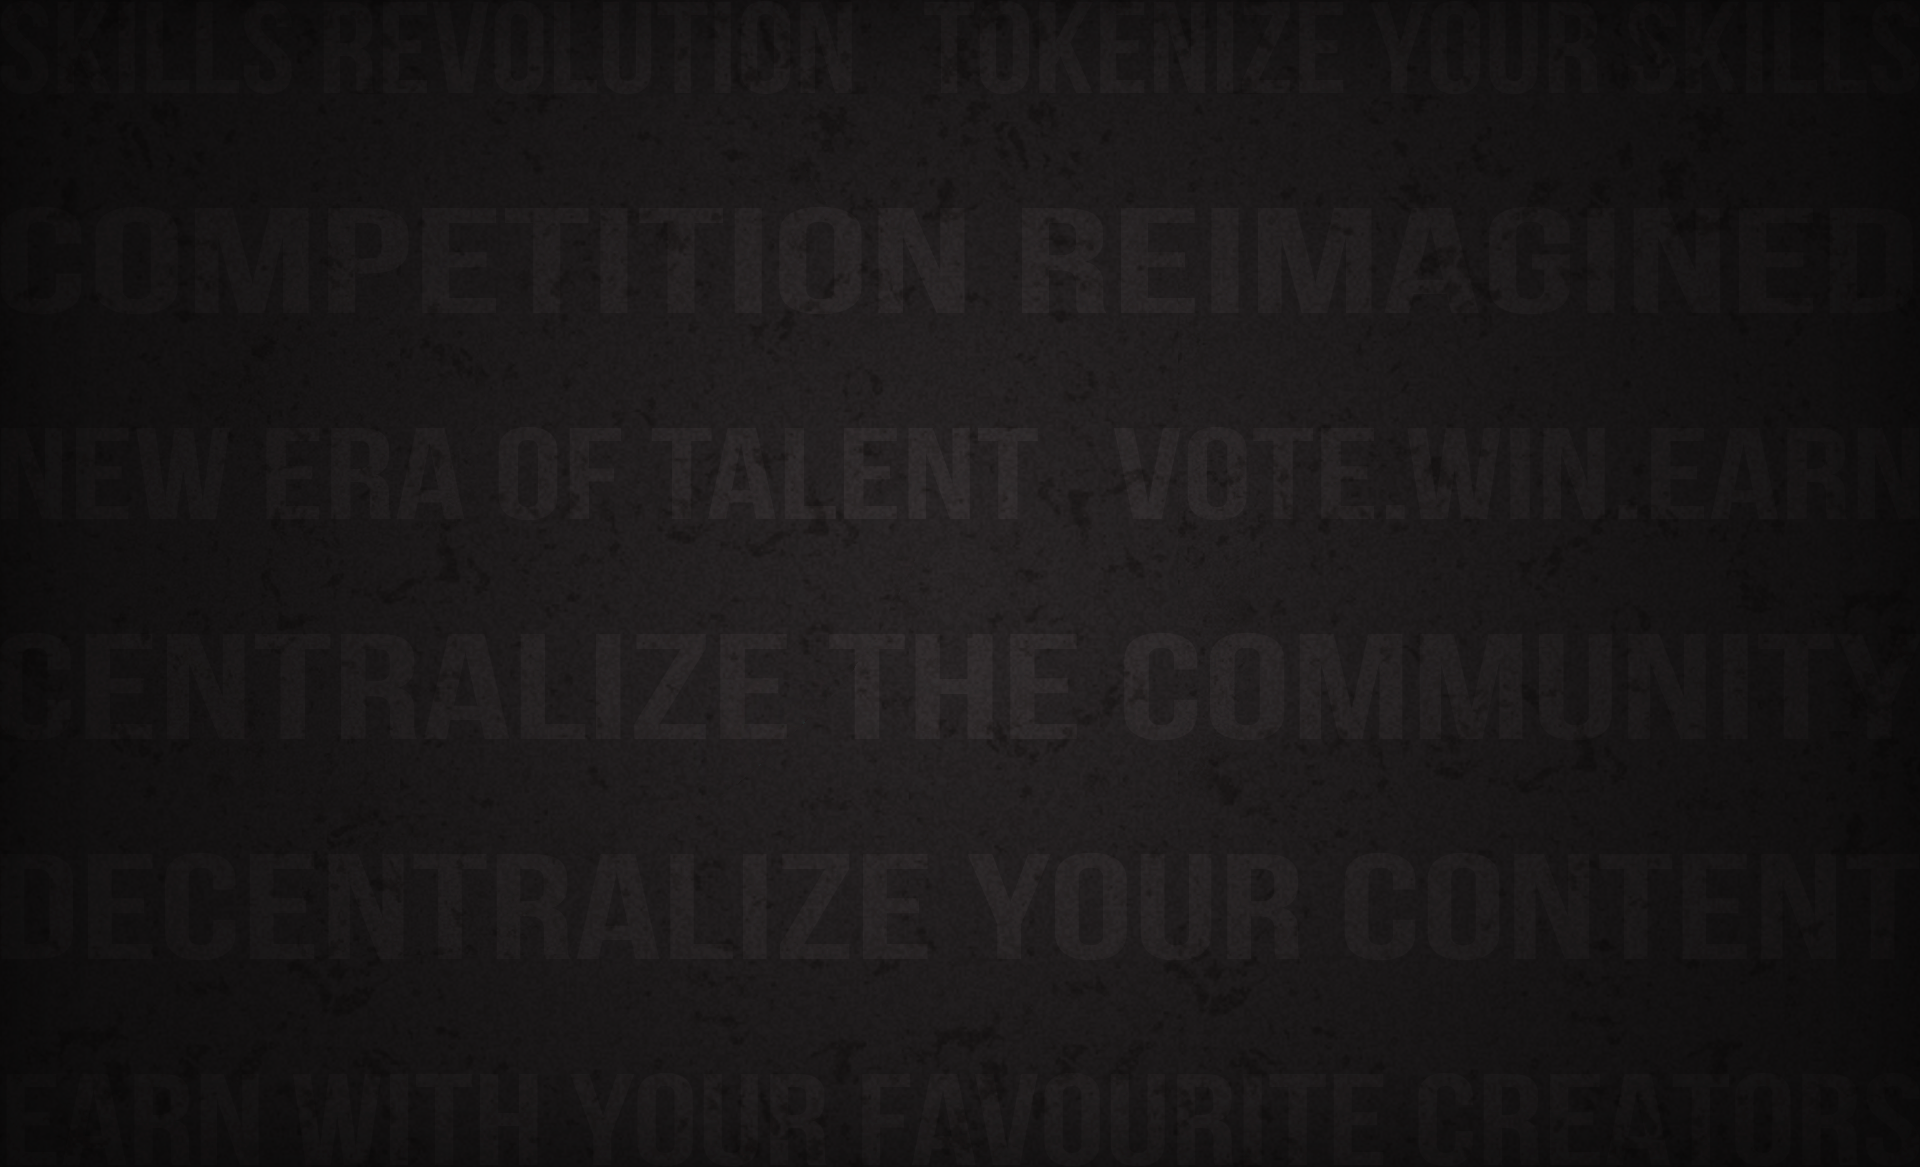 SKILLS REVOLUTION TOKENIZE YOUR SKILLS
COMPETITION REIMAGINED
NEW ERA OF TALENT VOTE.WIN.EARN
CENTRALIZE THE COMMUNITY
DECENTRALIZE YOUR CONTENT
EARN WITH YOUR FAVOURITE CREATORS